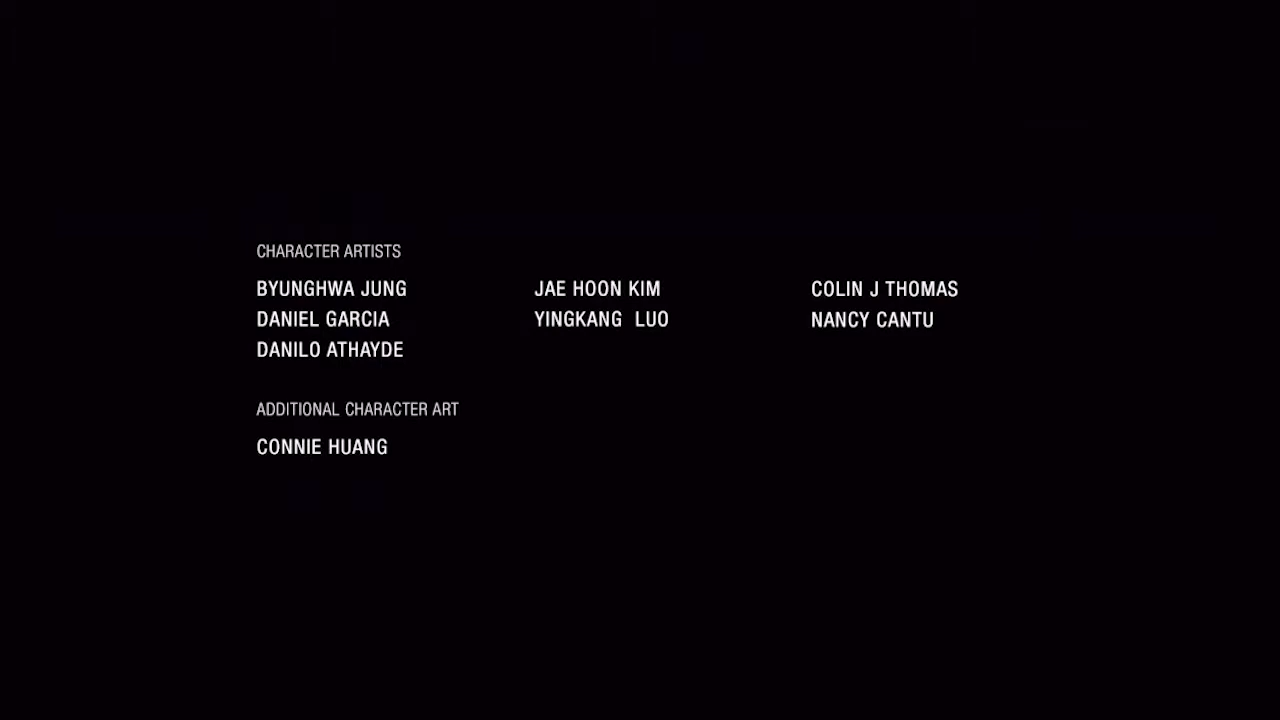 CHARACTER ARTISTS
BYUNGHWA JUNG JAE HOON KIM COLIN J THOMAS
DANIEL GARCIA YINGKANG  LUO NANCY CANTU
DANILO ATHAYDE
ADDITIONAL CHARACTER ART
CONNIE HUANG